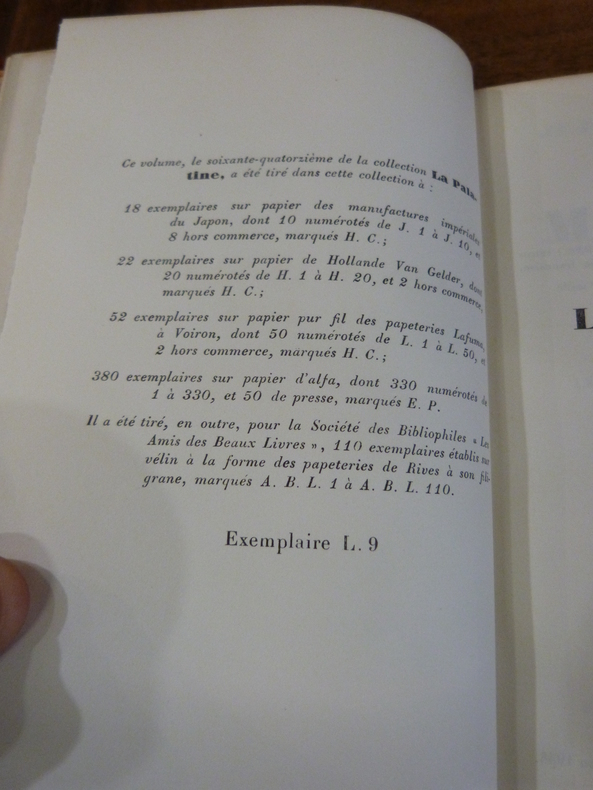 Ce volume, le soixante-quatorzième de la collection La Pala-
tine, a été tiré dans cette collection à :
18 exemplaires sur papier des manufactures impériales
du Japon, dont 10 numérotés de J. 1 à J. 10, et
8 hors commerce, marqués H. C.;
22 exemplaires sur papier de Hollande Van Gelder, dont
20 numérotés de H. 1 à H. 20, et 2 hors commerce,
marqués H. C.;
52 exemplaires sur papier pur fil des papeteries Lafuma,
à Voiron, dont 50 numérotés de L. 1 à L. 50, et
2 hors commerce, marqués H. C.;
380 exemplaires sur papier d'alfa, dont 330 numérotés de
1 à 330, et 50 de presse, marqués E. P.
Il a été tiré, en outre, pour la Société des Bibliophiles « Les
Amis des Beaux Livres », 110 exemplaires établis sur
vélin à la forme des papeteries de Rives à son fili-
grane, marqués A. B. L. 1 à A. B. L. 110.
Exemplaire L. 9
L